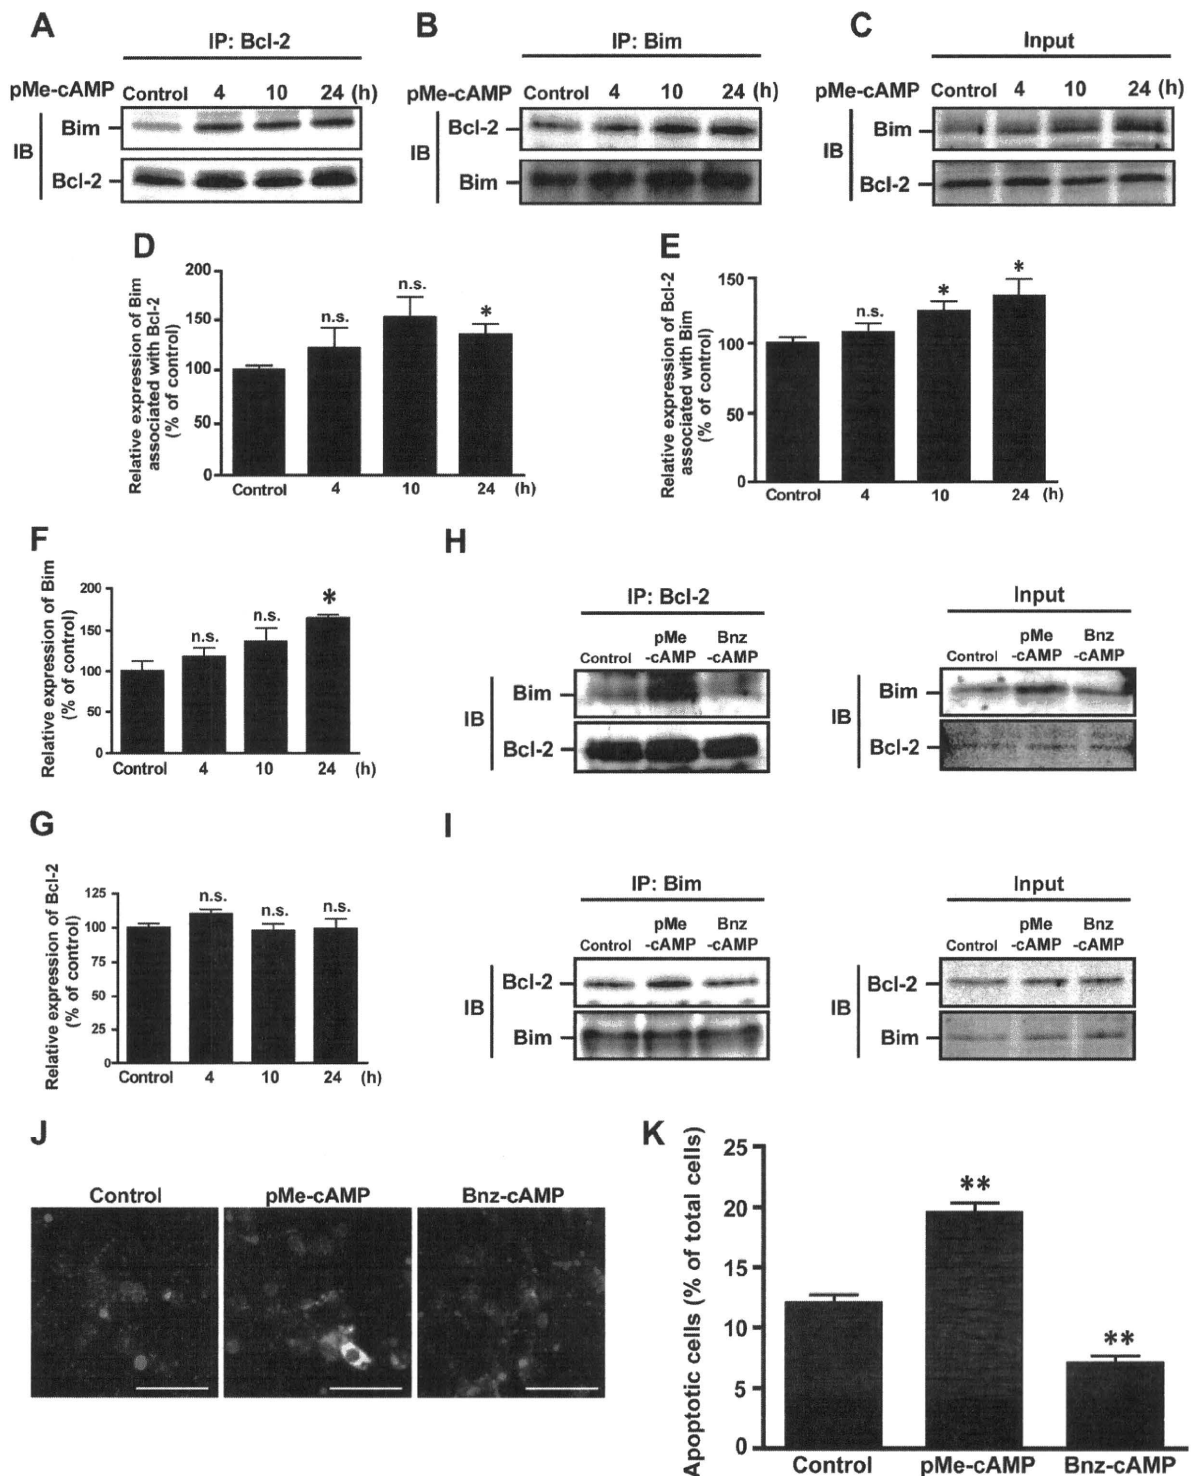 A
IP: Bcl-2
pMe-cAMP Control 4 10 24 (h)
IB
Bim
Bcl-2
B
IP: Bim
pMe-cAMP Control 4 10 24 (h)
IB
Bcl-2
Bim
C
Input
pMe-cAMP Control 4 10 24 (h)
IB
Bim
Bcl-2
D
Relative expression of Bim
associated with Bcl-2
(% of control)
200
150
100
50
0
n.s.
n.s.
*
Control 4 10 24 (h)
E
Relative expression of Bcl-2
associated with Bim
(% of control)
150
100
50
0
n.s.
*
*
Control 4 10 24 (h)
F
Relative expression of Bim
(% of control)
200
150
100
50
0
n.s.
n.s.
*
Control 4 10 24 (h)
G
Relative expression of Bcl-2
(% of control)
125
100
75
50
25
0
n.s.
n.s.
n.s.
Control 4 10 24 (h)
H
IP: Bcl-2
Control pMe
-cAMP Bnz
-cAMP
IB
Bim
Bcl-2
Input
Control pMe
-cAMP Bnz
-cAMP
IB
Bim
Bcl-2
I
IP: Bim
Control pMe
-cAMP Bnz
-cAMP
IB
Bcl-2
Bim
Input
Control pMe
-cAMP Bnz
-cAMP
IB
Bcl-2
Bim
J
Control pMe-cAMP Bnz-cAMP
K
Apoptotic cells (% of total cells)
25
20
15
10
5
0
**
**
Control pMe-cAMP Bnz-cAMP